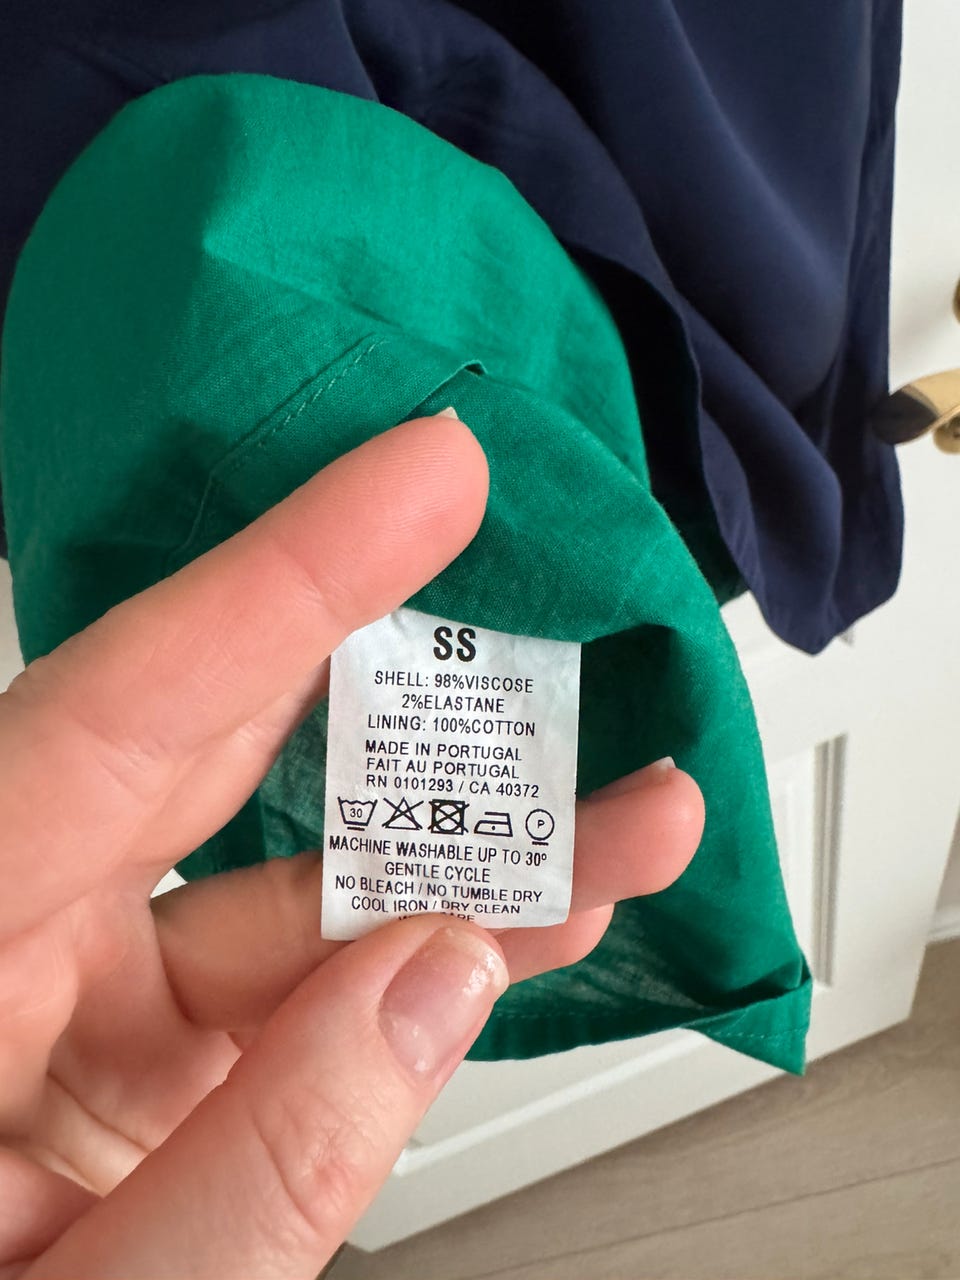 SS
SHELL: 98%VISCOSE
2%ELASTANE
LINING: 100%COTTON
MADE IN PORTUGAL
FAIT AU PORTUGAL
RN 0101293 / CA 40372
30 P
MACHINE WASHABLE UP TO 30º
GENTLE CYCLE
NO BLEACH / NO TUMBLE DRY
COOL IRON / DRY CLEAN